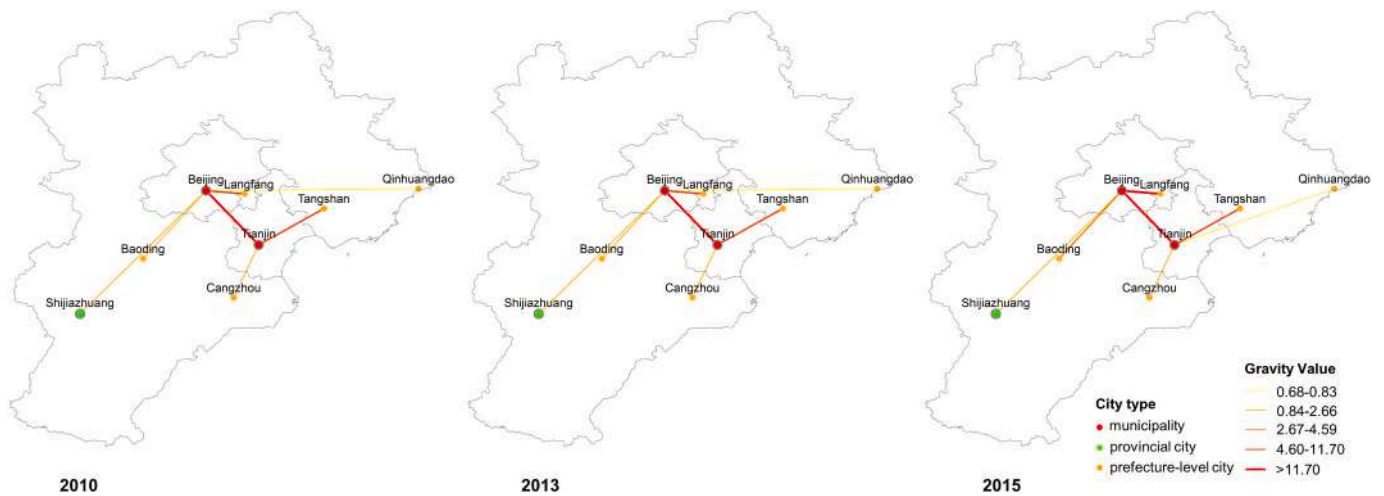 Beijing
Langfang
Qinhuangdao
Tangshan
Tianjin
Baoding
Cangzhou
Shijiazhuang
2010
Beijing
Langfang
Qinhuangdao
Tangshan
Tianjin
Baoding
Cangzhou
Shijiazhuang
2013
Beijing
Langfang
Qinhuangdao
Tangshan
Tianjin
Baoding
Cangzhou
Shijiazhuang
2015
City type
municipality
provincial city
prefecture-level city
Gravity Value
0.68-0.83
0.84-2.66
2.67-4.59
4.60-11.70
>11.70